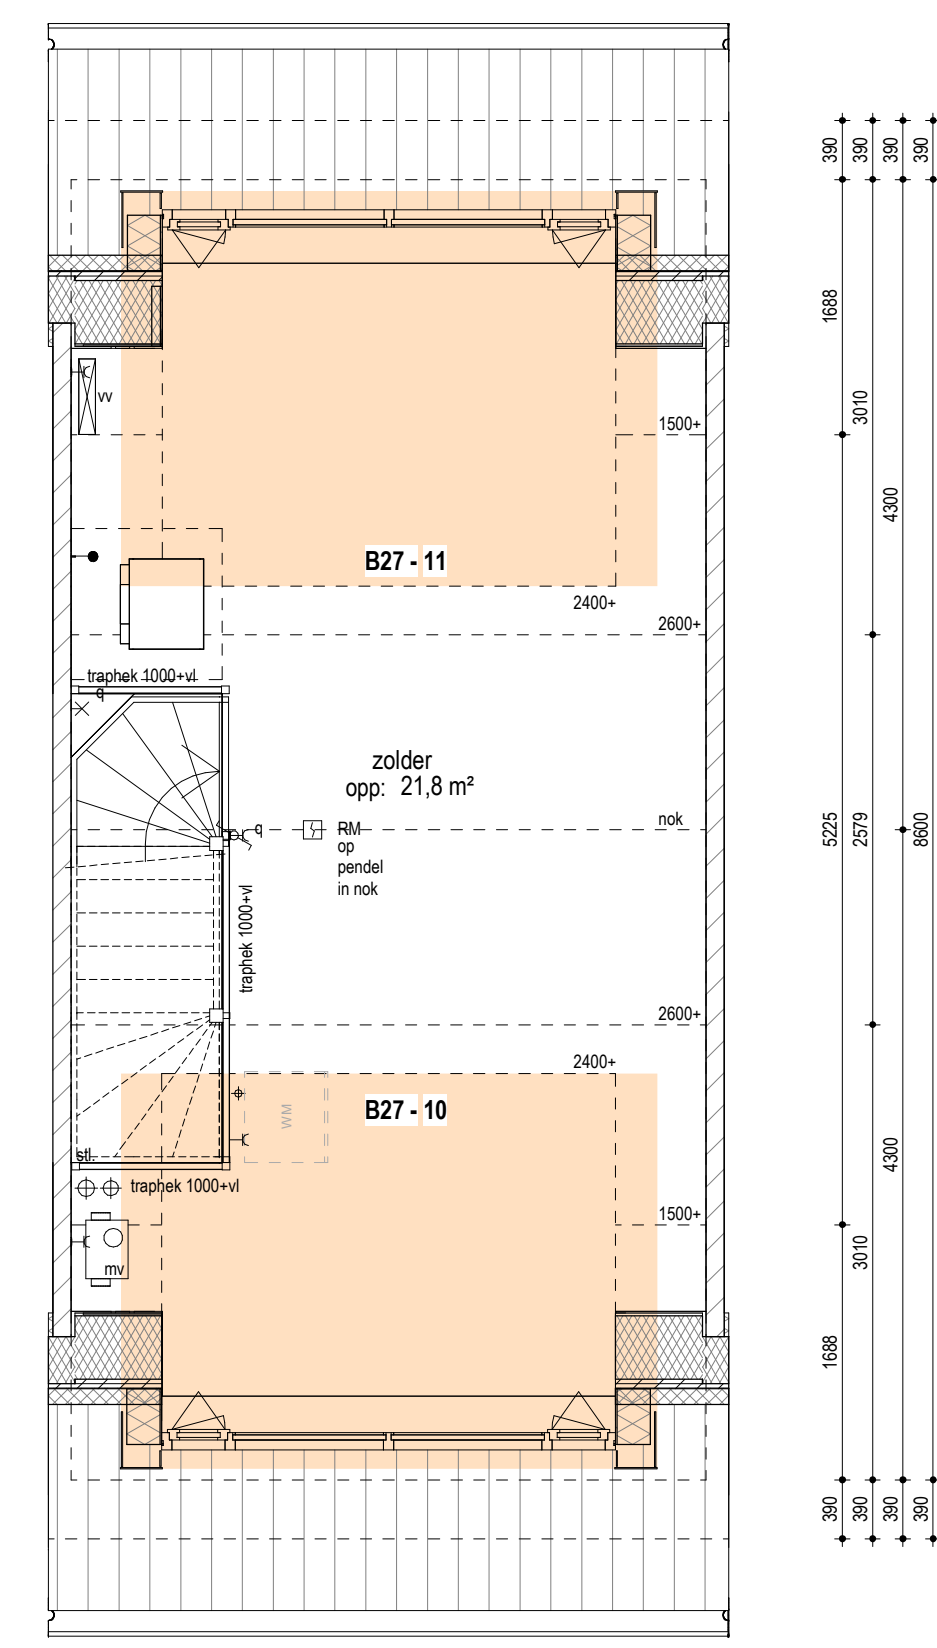 390
390
390
390
1688
vv
3010
1500+
4300
B27 - 11
2400+
2600+
traphek 1000+vl
q
zolder
opp: 21,8 m²
nok
q
RM
op
pendel
in nok
5225
2579
8600
traphek 1000+vl
2600+
2400+
B27 - 10
WM
stl.
4300
traphek 1000+vl
1500+
3010
mv
1688
390
390
390
390